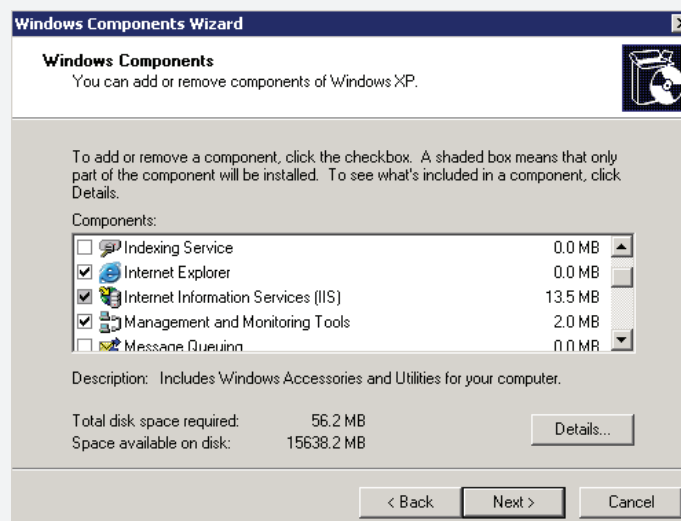 Windows Components Wizard
Windows Components
You can add or remove components of Windows XP.
To add or remove a component, click the checkbox. A shaded box means that only
part of the component will be installed. To see what's included in a component, click
Details.
Components:
Indexing Service 0.0 MB
Internet Explorer 0.0 MB
Internet Information Services (IIS) 13.5 MB
Management and Monitoring Tools 2.0 MB
Message Queuing 0.0 MB
Description: Includes Windows Accessories and Utilities for your computer.
Total disk space required: 56.2 MB
Space available on disk: 15638.2 MB
Details...
< Back Next > Cancel